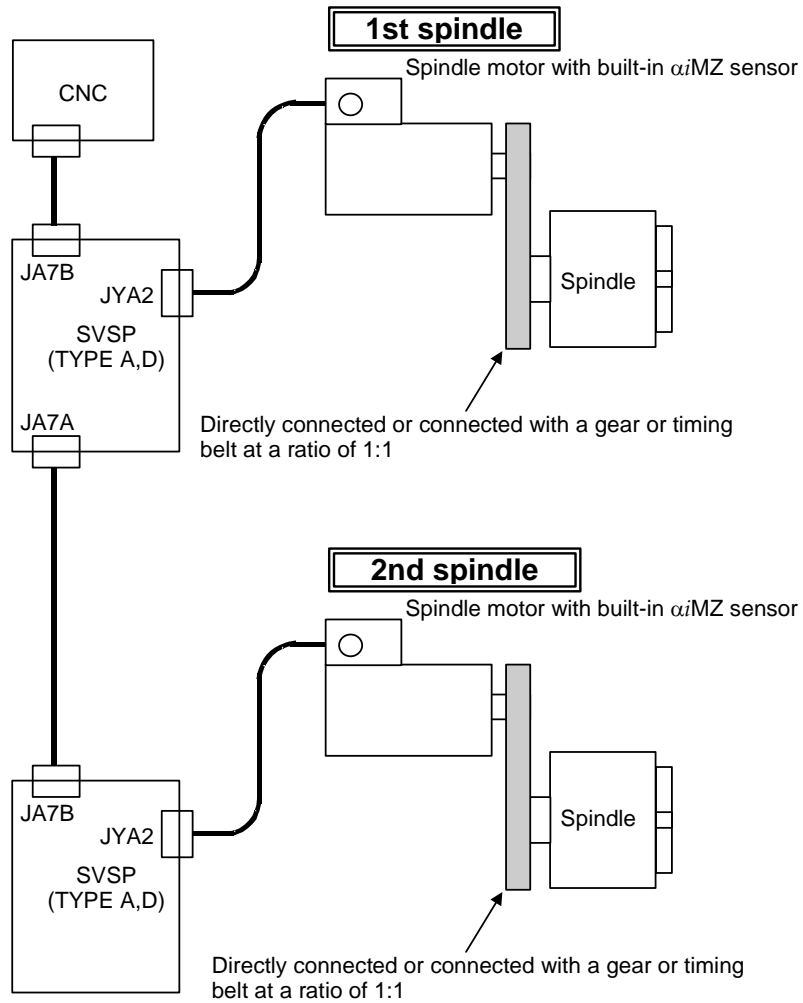 1st spindle
Spindle motor with built-in αiMZ sensor
CNC
JA7B
JYA2
SVSP
(TYPE A,D)
JA7A
Spindle
Directly connected or connected with a gear or timing
belt at a ratio of 1:1
2nd spindle
Spindle motor with built-in αiMZ sensor
JA7B
JYA2
SVSP
(TYPE A,D)
Spindle
Directly connected or connected with a gear or timing
belt at a ratio of 1:1